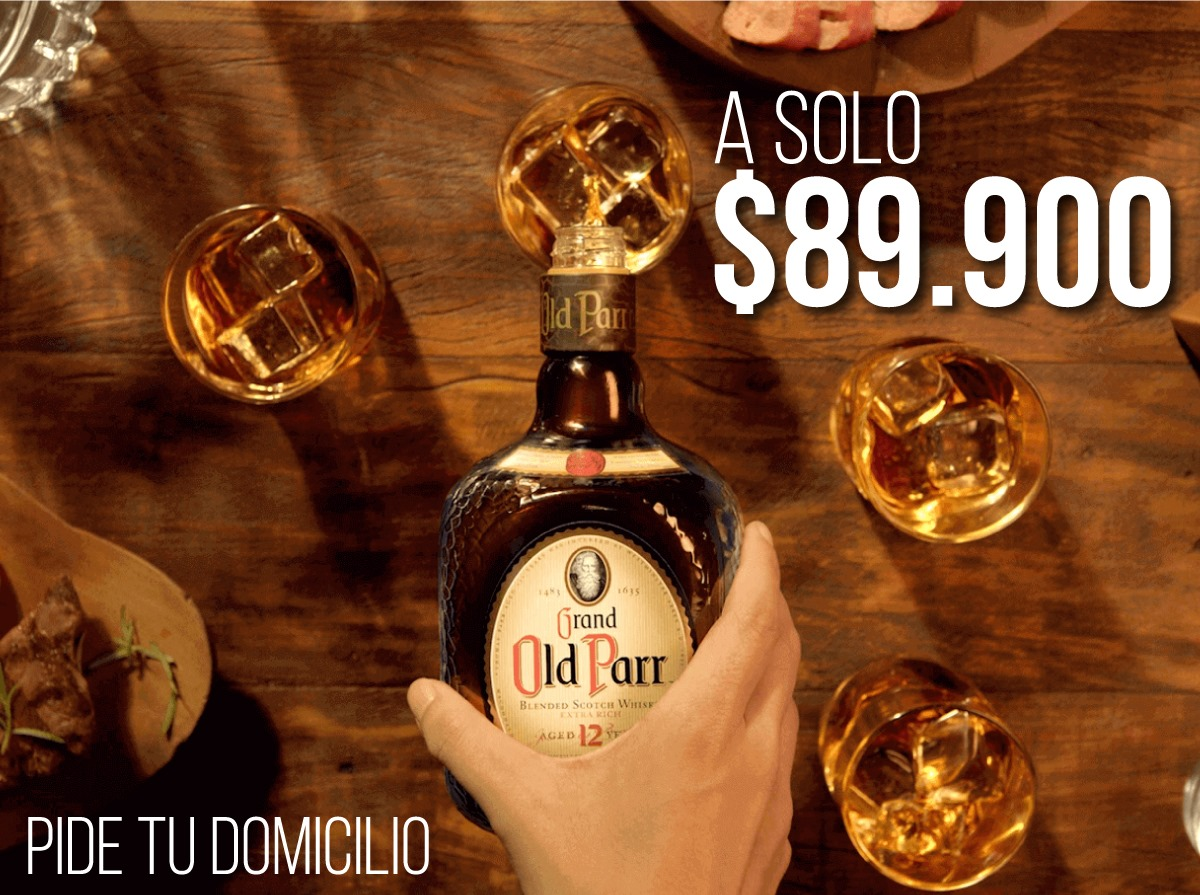 A SOLO
$89.900
Old Parr
1483 1635
Grand
Old Parr
BLENDED SCOTCH
EXTRA RICH
AGED 12
PIDE TU DOMICILIO